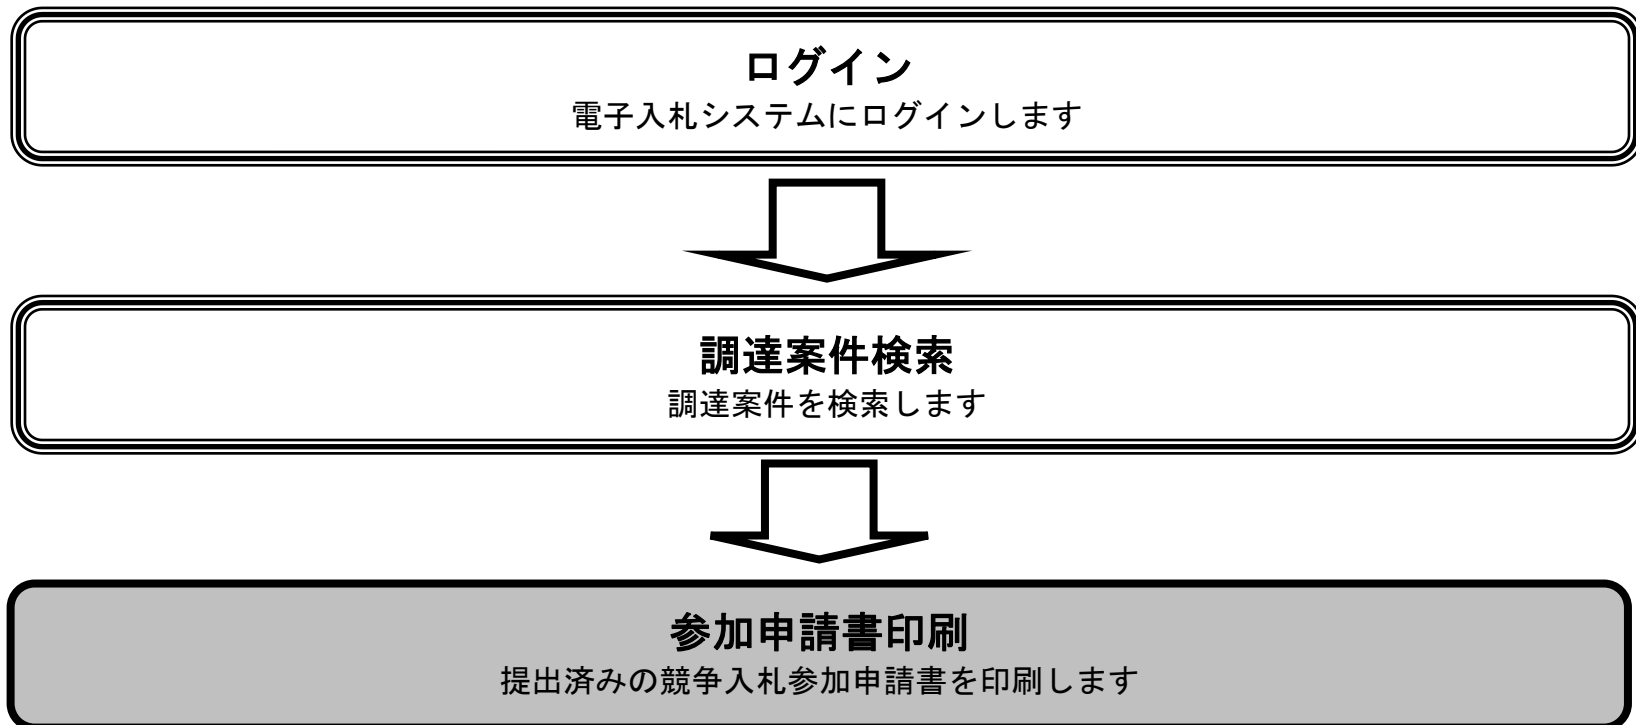 ログイン
電子入札システムにログインします
調達案件検索
調達案件を検索します
参加申請書印刷
提出済みの競争入札参加申請書を印刷します